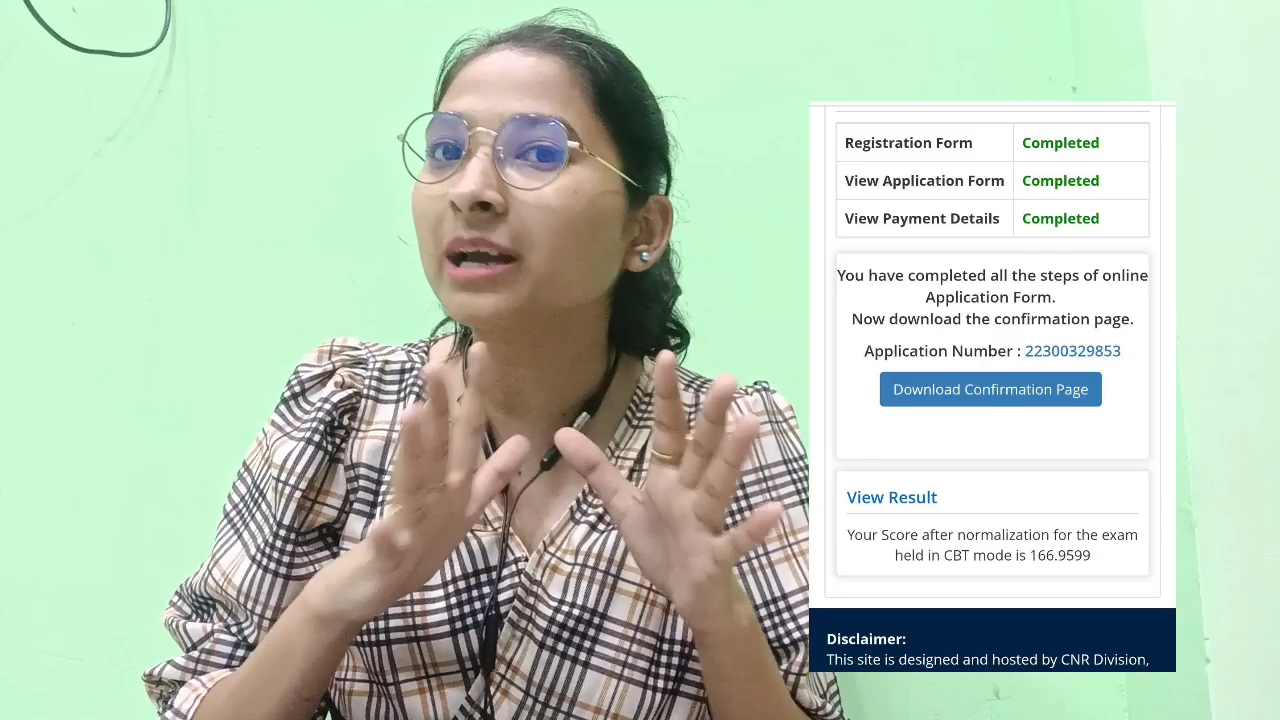 Registration Form Completed
View Application Form Completed
View Payment Details Completed
You have completed all the steps of online
Application Form.
Now download the confirmation page.
Application Number : 22300329853
Download Confirmation Page
View Result
Your Score after normalization for the exam
held in CBT mode is 166.9599
Disclaimer:
This site is designed and hosted by CNR Division,